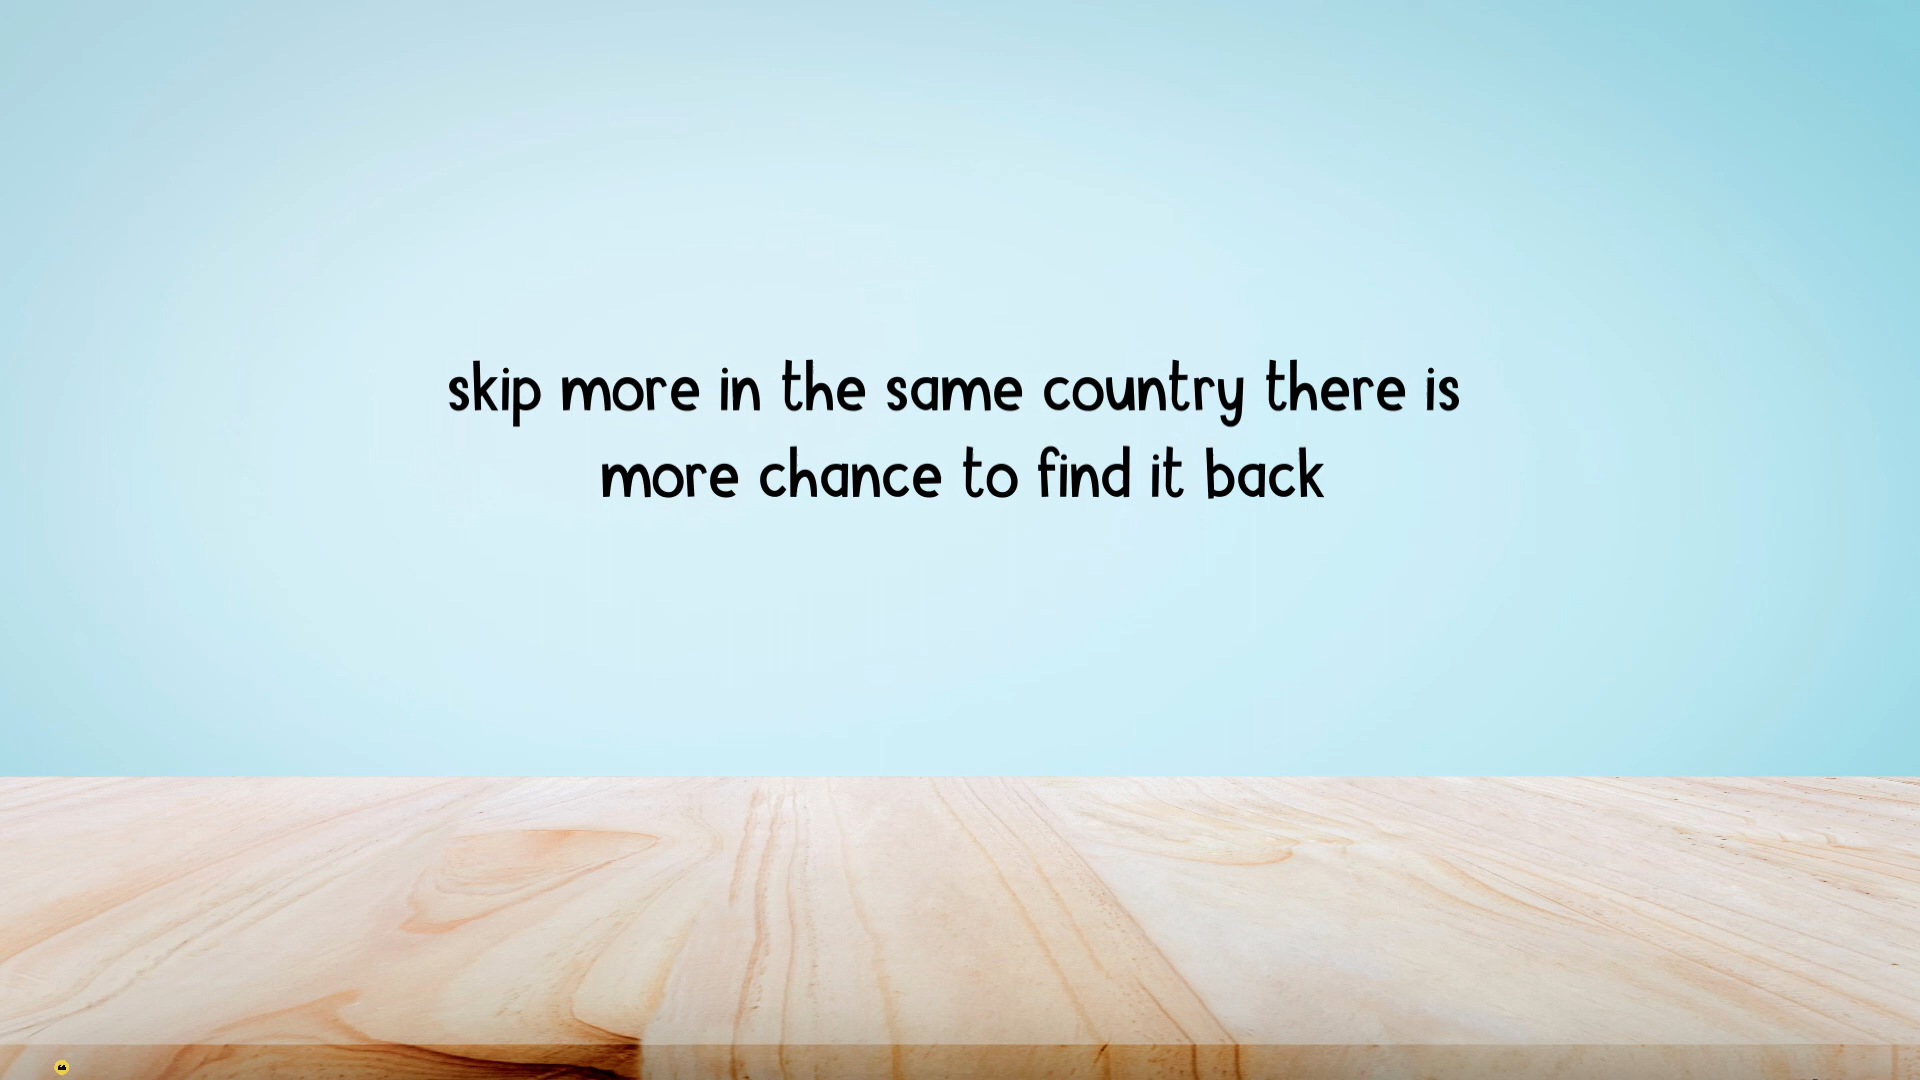 skip more in the same country there is
more chance to find it back